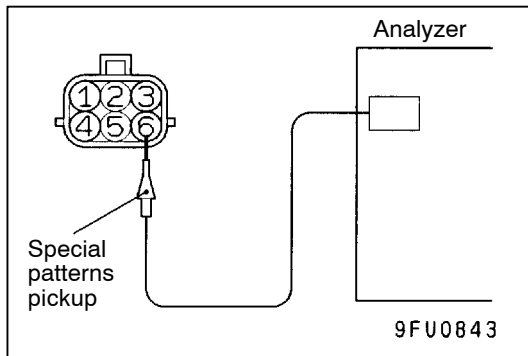 Analyzer
1 2 3
4 5 6
Special
patterns
pickup
9FU0843